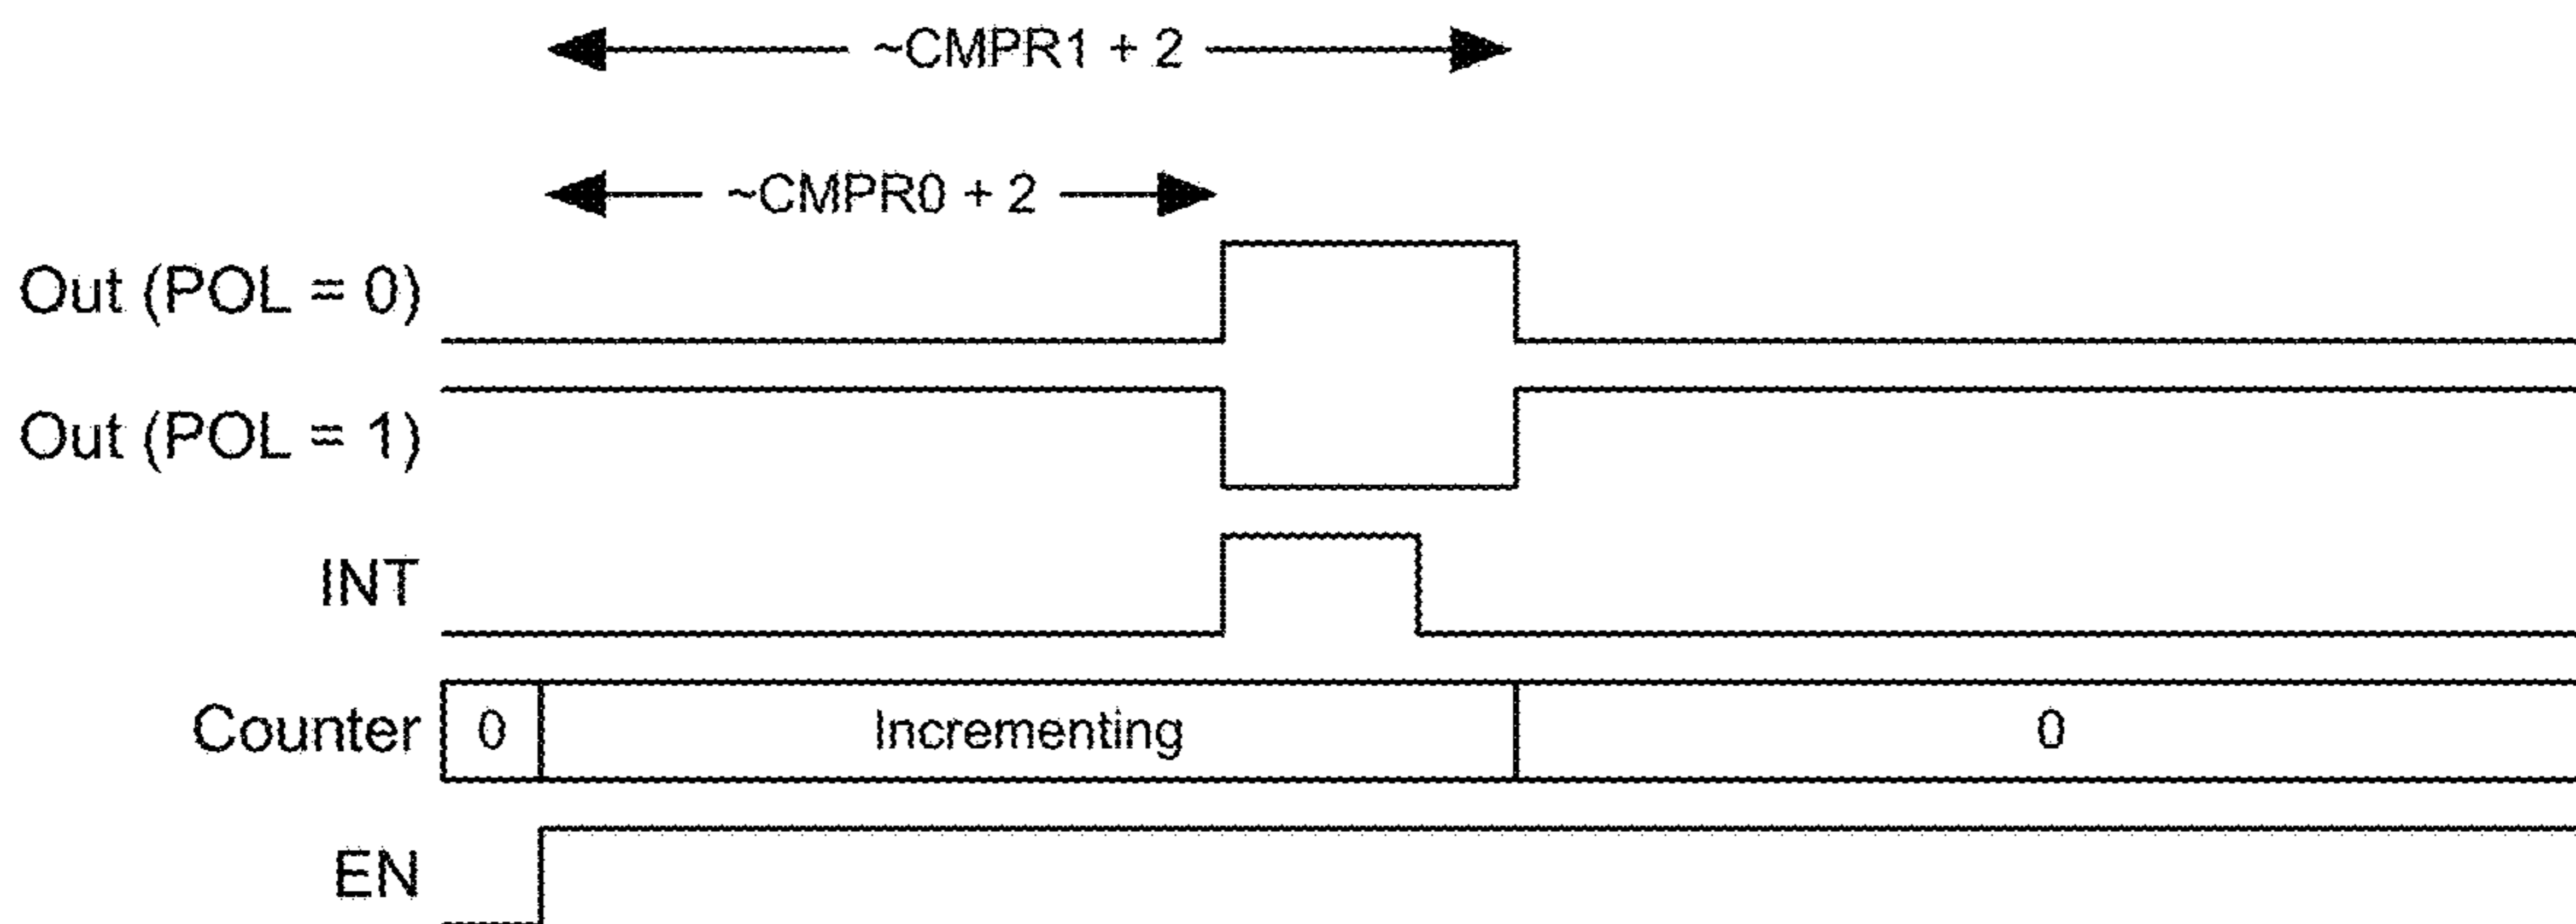 ~CMPR1 + 2
~CMPR0 + 2
Out (POL = 0)
Out (POL = 1)
INT
Counter 0 Incrementing 0
EN